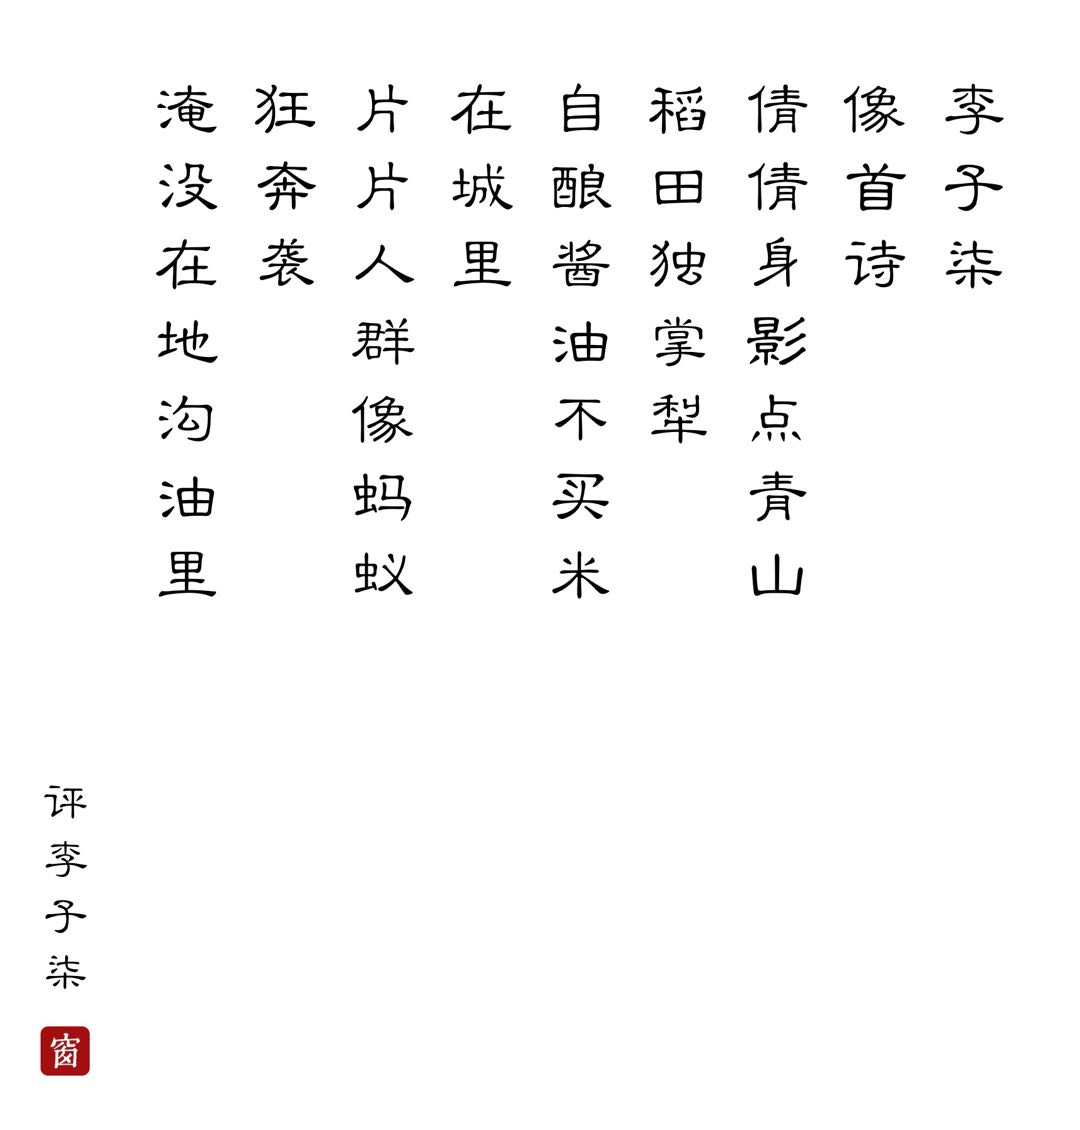 李子柒
像首诗
倩倩身影点青山
稻田独掌犁
自酿酱油不买米
在城里
片片人群像蚂蚁
狂奔袭
淹没在地沟油里
评李子柒
窗